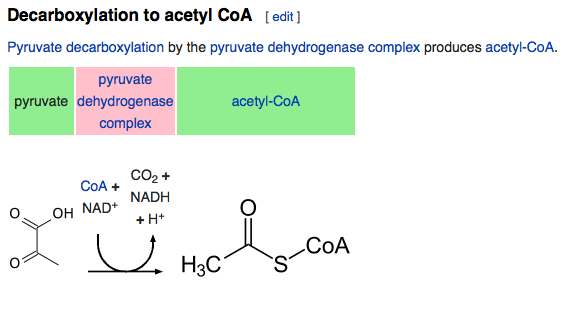 Decarboxylation to acetyl CoA [ edit ]
Pyruvate decarboxylation by the pyruvate dehydrogenase complex produces acetyl-CoA.
pyruvate
pyruvate
dehydrogenase
complex
acetyl-CoA
CoA +
NAD⁺
CO₂ +
NADH
+ H⁺
O
OH
O
O
H₃C
S
CoA